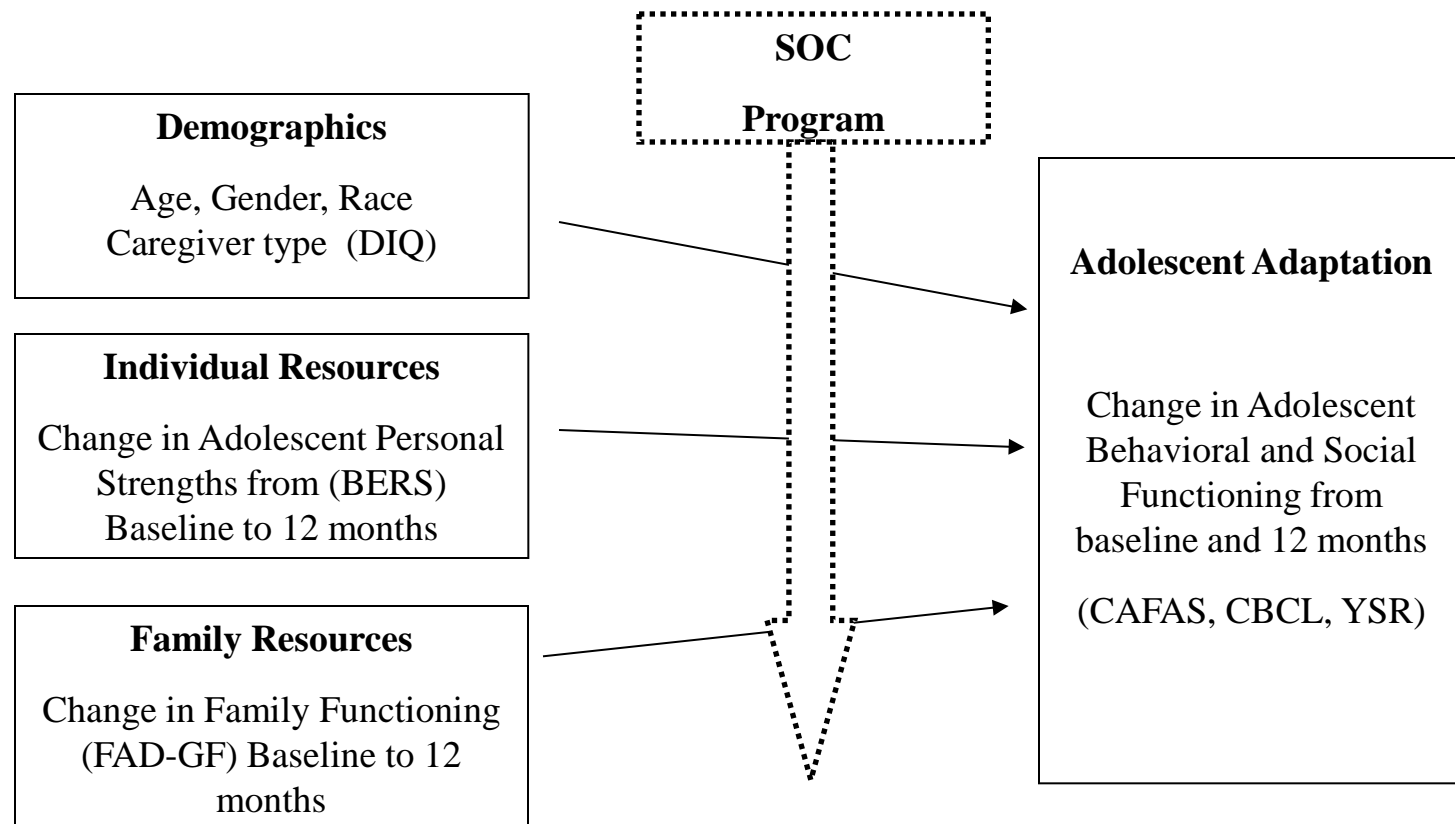 SOC
Program
Demographics
Age, Gender, Race
Caregiver type (DIQ)
Individual Resources
Change in Adolescent Personal
Strengths from (BERS)
Baseline to 12 months
Family Resources
Change in Family Functioning
(FAD-GF) Baseline to 12
months
Adolescent Adaptation
Change in Adolescent
Behavioral and Social
Functioning from
baseline and 12 months
(CAFAS, CBCL, YSR)